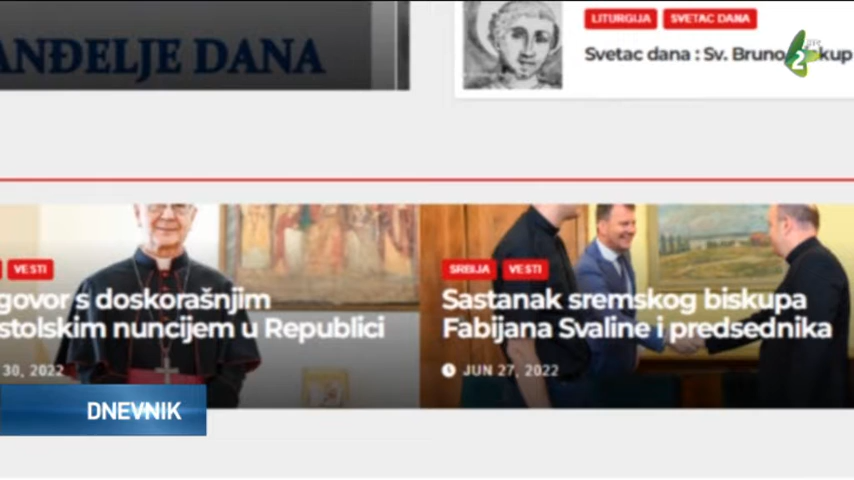 ANĐELJE DANA
LITURGIJA
SVETAC DANA
Svetac dana : Sv. Bruno
2
VESTI
govor s doskorašnjim
stolskim nuncijem u Republici
30, 2022
SRBIJA
VESTI
Sastanak sremskog biskupa
Fabijana Svaline i predsednika
JUN 27, 2022
DNEVNIK